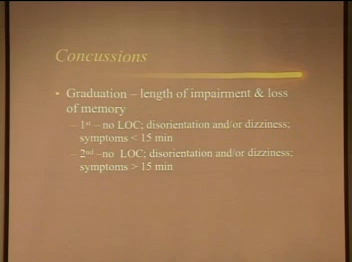 Concussions
• Graduation – length of impairment & loss
of memory
– 1st – no LOC; disorientation and/or dizziness;
symptoms < 15 min
– 2nd –no LOC; disorientation and/or dizziness;
symptoms > 15 min